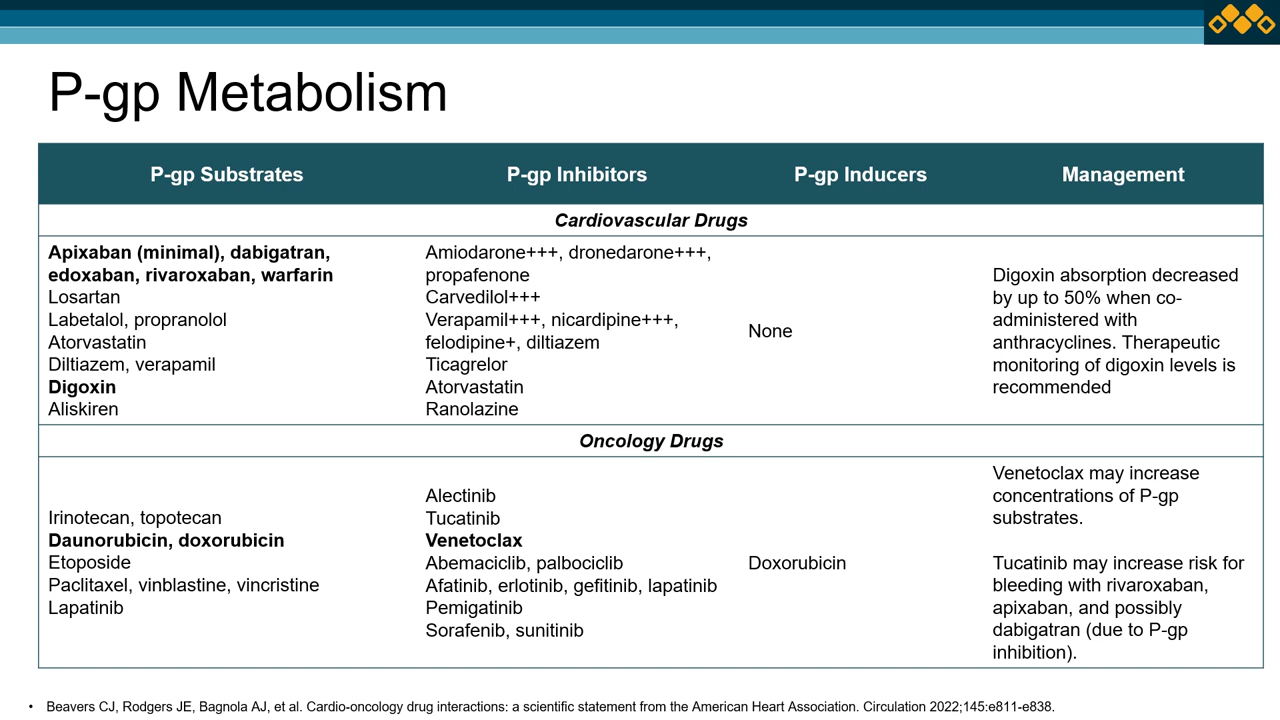 P-gp Metabolism
P-gp Substrates
P-gp Inhibitors
P-gp Inducers
Management
Cardiovascular Drugs
Apixaban (minimal), dabigatran,
edoxaban, rivaroxaban, warfarin
Losartan
Labetalol, propranolol
Atorvastatin
Diltiazem, verapamil
Digoxin
Aliskiren
Amiodarone+++, dronedarone+++,
propafenone
Carvedilol+++
Verapamil+++, nicardipine+++,
felodipine+, diltiazem
Ticagrelor
Atorvastatin
Ranolazine
None
Digoxin absorption decreased
by up to 50% when co-
administered with
anthracyclines. Therapeutic
monitoring of digoxin levels is
recommended
Oncology Drugs
Irinotecan, topotecan
Daunorubicin, doxorubicin
Etoposide
Paclitaxel, vinblastine, vincristine
Lapatinib
Alectinib
Tucatinib
Venetoclax
Abemaciclib, palbociclib
Afatinib, erlotinib, gefitinib, lapatinib
Pemigatinib
Sorafenib, sunitinib
Doxorubicin
Venetoclax may increase
concentrations of P-gp
substrates.
Tucatinib may increase risk for
bleeding with rivaroxaban,
apixaban, and possibly
dabigatran (due to P-gp
inhibition).
• Beavers CJ, Rodgers JE, Bagnola AJ, et al. Cardio-oncology drug interactions: a scientific statement from the American Heart Association. Circulation 2022;145:e811-e838.